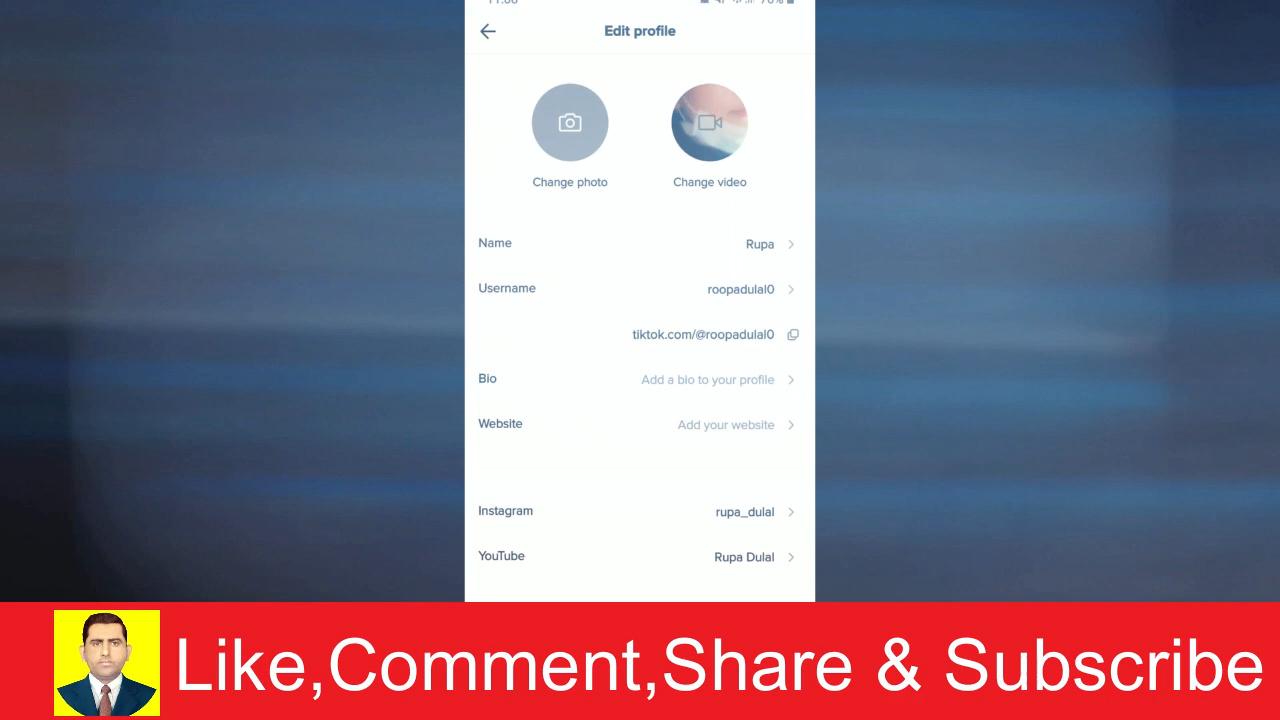 Edit profile
Change photo Change video
Name Rupa
Username roopadulal0
tiktok.com/@roopadulal0
Bio Add a bio to your profile
Website Add your website
Instagram rupa_dulal
YouTube Rupa Dulal
Like,Comment,Share & Subscribe